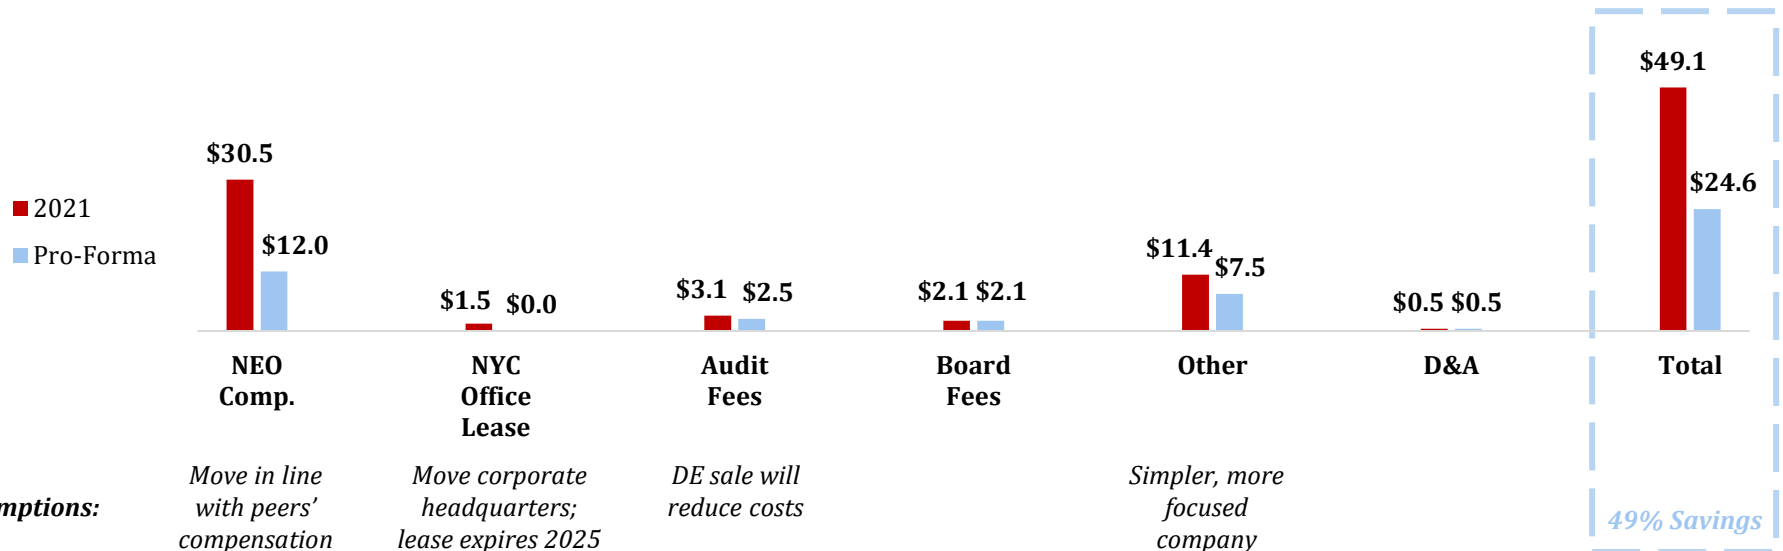 $49.1
$30.5
$24.6
2021
Pro-Forma
$12.0
$11.4
$7.5
$1.5 $0.0
$3.1 $2.5
$2.1 $2.1
$0.5 $0.5
NEO
Comp.
NYC
Office
Lease
Audit
Fees
Board
Fees
Other
D&A
Total
mptions:
Move in line
with peers’
compensation
Move corporate
headquarters;
lease expires 2025
DE sale will
reduce costs
Simpler, more
focused
company
49% Savings